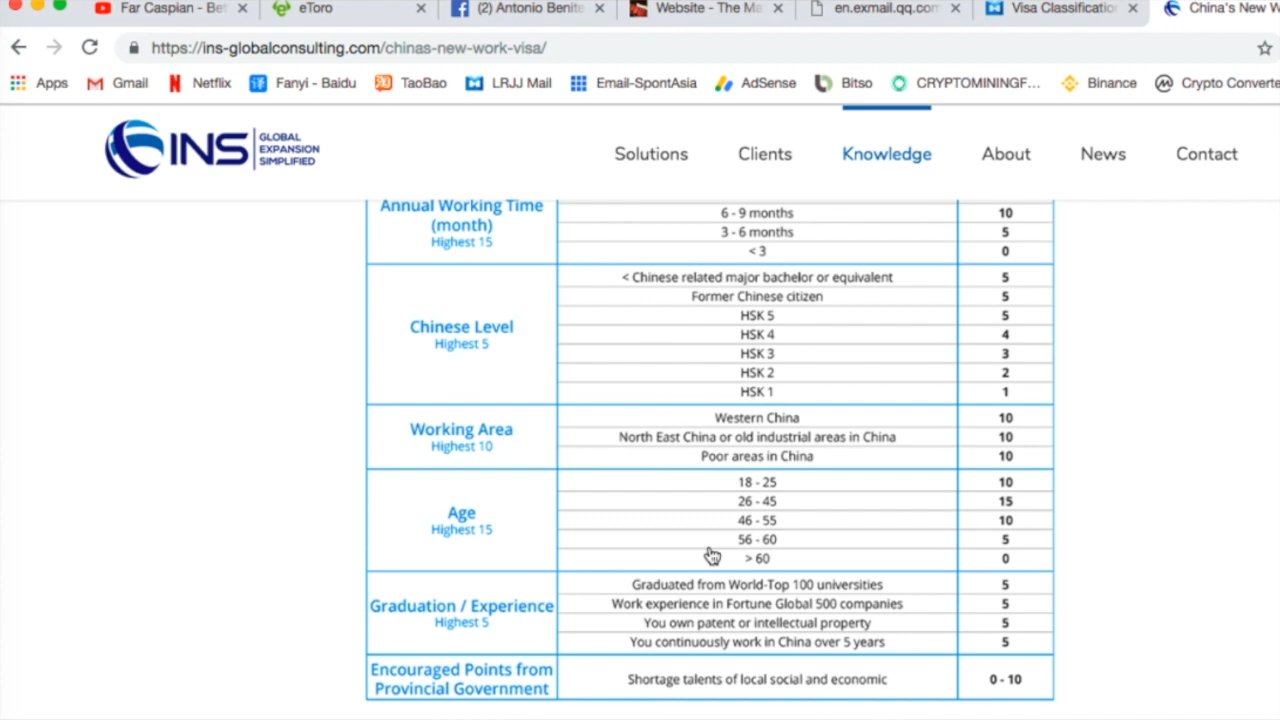 Far Caspian - Bet
eToro
(2) Antonio Benite
Website - The Ma
en.exmail.qq.com
Visa Classificatio
China's New W
https://ins-globalconsulting.com/chinas-new-work-visa/
Apps
Gmail
Netflix
Fanyi - Baidu
TaoBao
LRJJ Mail
Email-SpontAsia
AdSense
Bitso
CRYPTOMININGF...
Binance
Crypto Converte
INS GLOBAL
EXPANSION
SIMPLIFIED
Solutions
Clients
Knowledge
About
News
Contact
Annual Working Time
(month)
Highest 15
6 - 9 months 10
3 - 6 months 5
< 3 0
Chinese Level
Highest 5
< Chinese related major bachelor or equivalent 5
Former Chinese citizen 5
HSK 5 5
HSK 4 4
HSK 3 3
HSK 2 2
HSK 1 1
Working Area
Highest 10
Western China 10
North East China or old industrial areas in China 10
Poor areas in China 10
Age
Highest 15
18 - 25 10
26 - 45 15
46 - 55 10
56 - 60 5
> 60 0
Graduation / Experience
Highest 5
Graduated from World-Top 100 universities 5
Work experience in Fortune Global 500 companies 5
You own patent or intellectual property 5
You continuously work in China over 5 years 5
Encouraged Points from
Provincial Government
Shortage talents of local social and economic 0 - 10